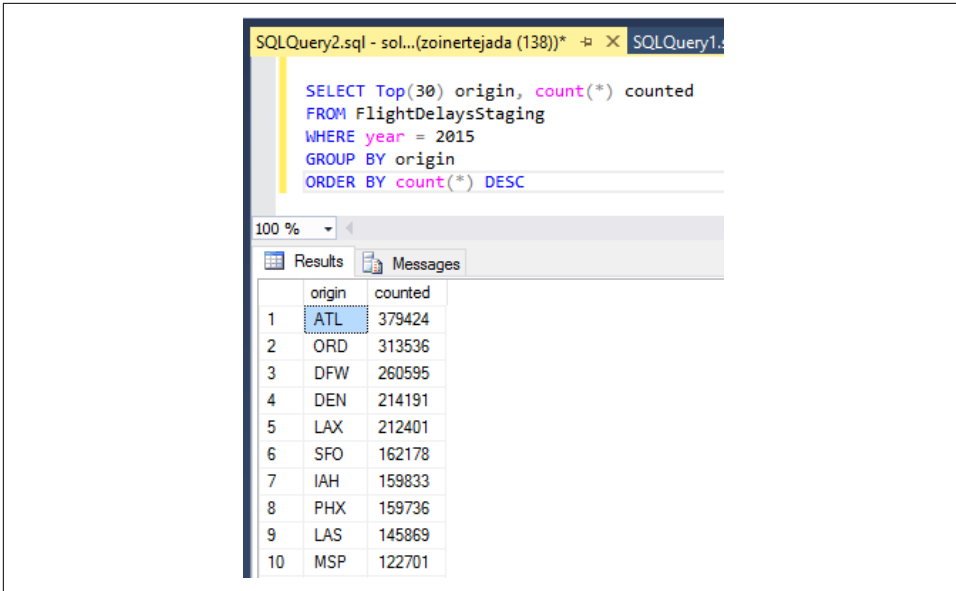 SQLQuery2.sql - sol...(zoinertejada (138))* SQLQuery1.s
SELECT Top(30) origin, count(*) counted
FROM FlightDelaysStaging
WHERE year = 2015
GROUP BY origin
ORDER BY count(*) DESC
100 %
Results Messages
origin counted
1 ATL 379424
2 ORD 313536
3 DFW 260595
4 DEN 214191
5 LAX 212401
6 SFO 162178
7 IAH 159833
8 PHX 159736
9 LAS 145869
10 MSP 122701